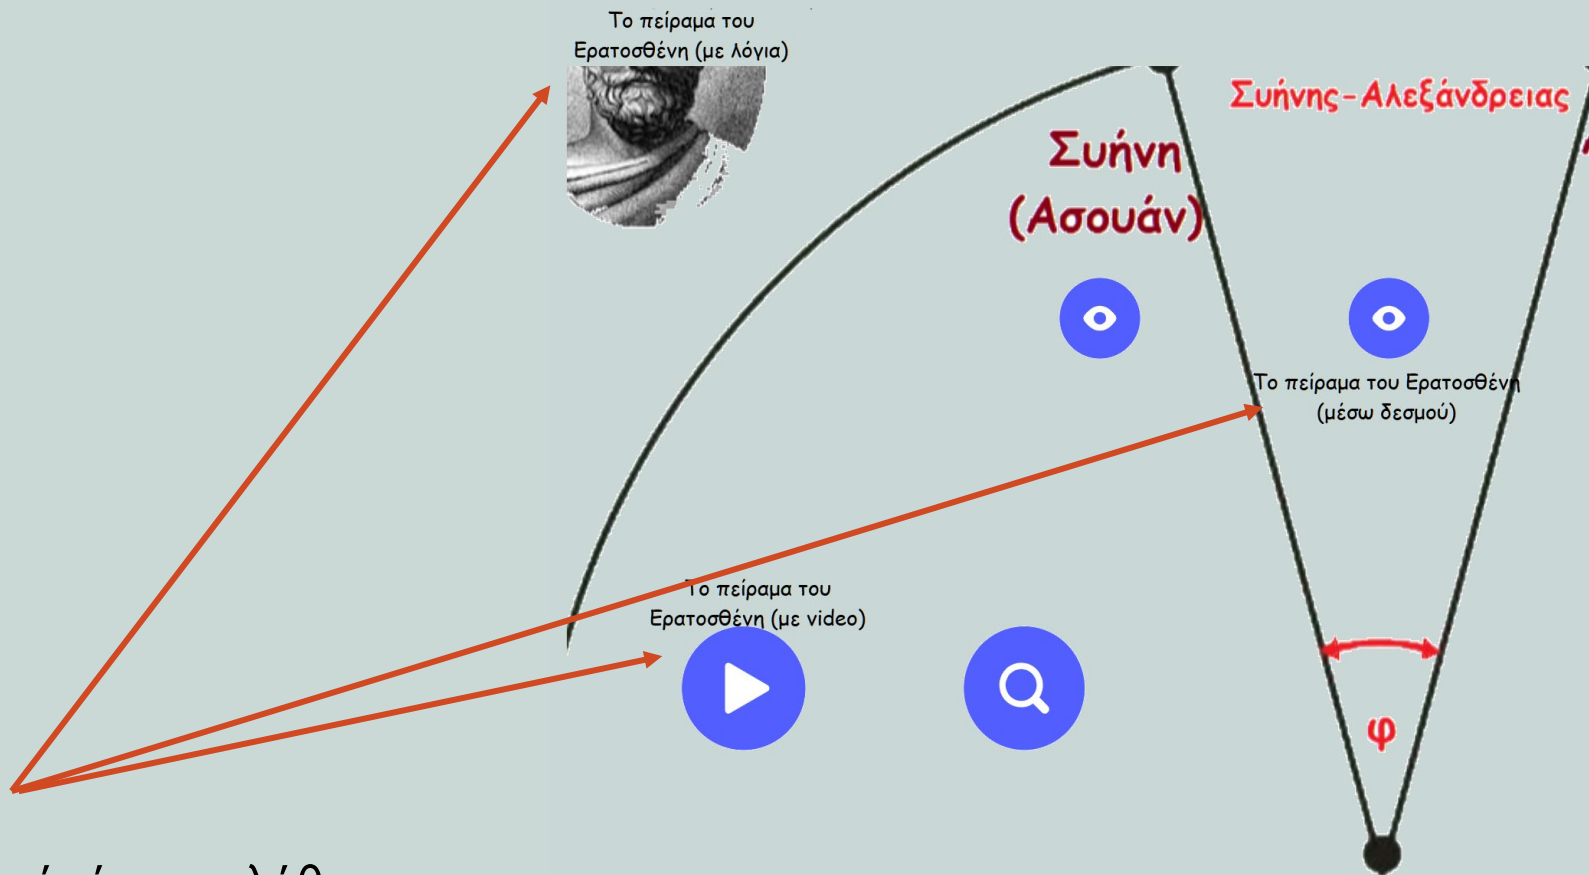 Το πείραμα του
Ερατοσθένη (με λόγια)
Συήνης-Αλεξάνδρειας
Συήνη
(Ασουάν)
Το πείραμα του Ερατοσθένη
(μέσω δεσμού)
Το πείραμα του
Ερατοσθένη (με video)
φ